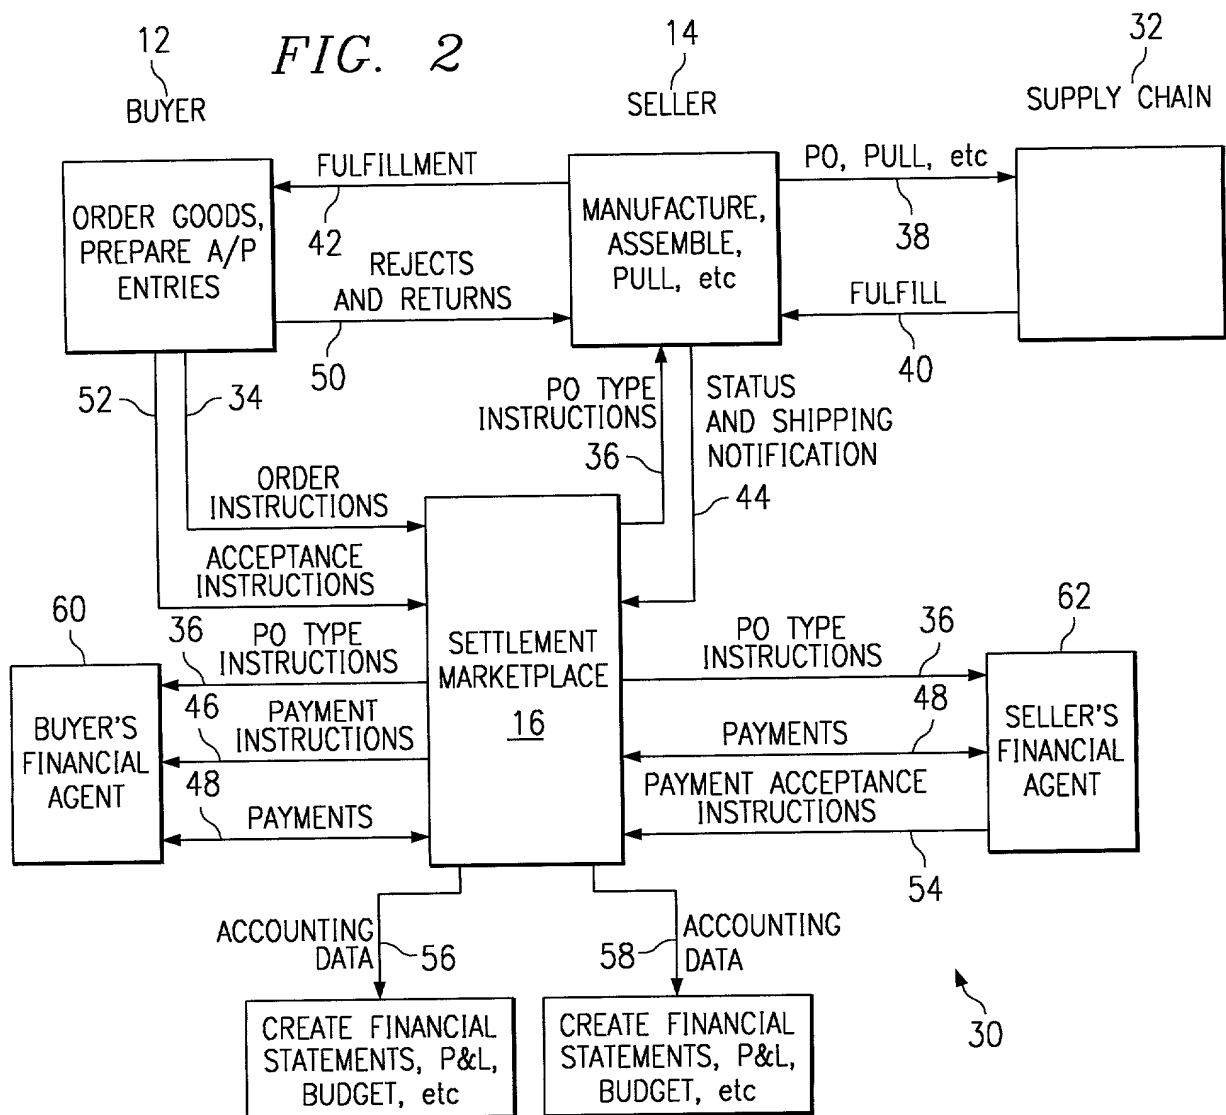 FIG. 2
12
BUYER
14
SELLER
32
SUPPLY CHAIN
ORDER GOODS,
PREPARE A/P
ENTRIES
FULFILLMENT
42
REJECTS
AND RETURNS
50
MANUFACTURE,
ASSEMBLE,
PULL, etc
PO, PULL, etc
38
FULFILL
40
52
34
PO TYPE
INSTRUCTIONS
36
STATUS
AND SHIPPING
NOTIFICATION
44
ORDER
INSTRUCTIONS
ACCEPTANCE
INSTRUCTIONS
60
36
PO TYPE
INSTRUCTIONS
46
PAYMENT
INSTRUCTIONS
48
PAYMENTS
BUYER'S
FINANCIAL
AGENT
SETTLEMENT
MARKETPLACE
16
PO TYPE
INSTRUCTIONS
36
62
48
PAYMENTS
PAYMENT ACCEPTANCE
INSTRUCTIONS
54
SELLER'S
FINANCIAL
AGENT
ACCOUNTING
DATA
56
58
ACCOUNTING
DATA
30
CREATE FINANCIAL
STATEMENTS, P&L,
BUDGET, etc
CREATE FINANCIAL
STATEMENTS, P&L,
BUDGET, etc